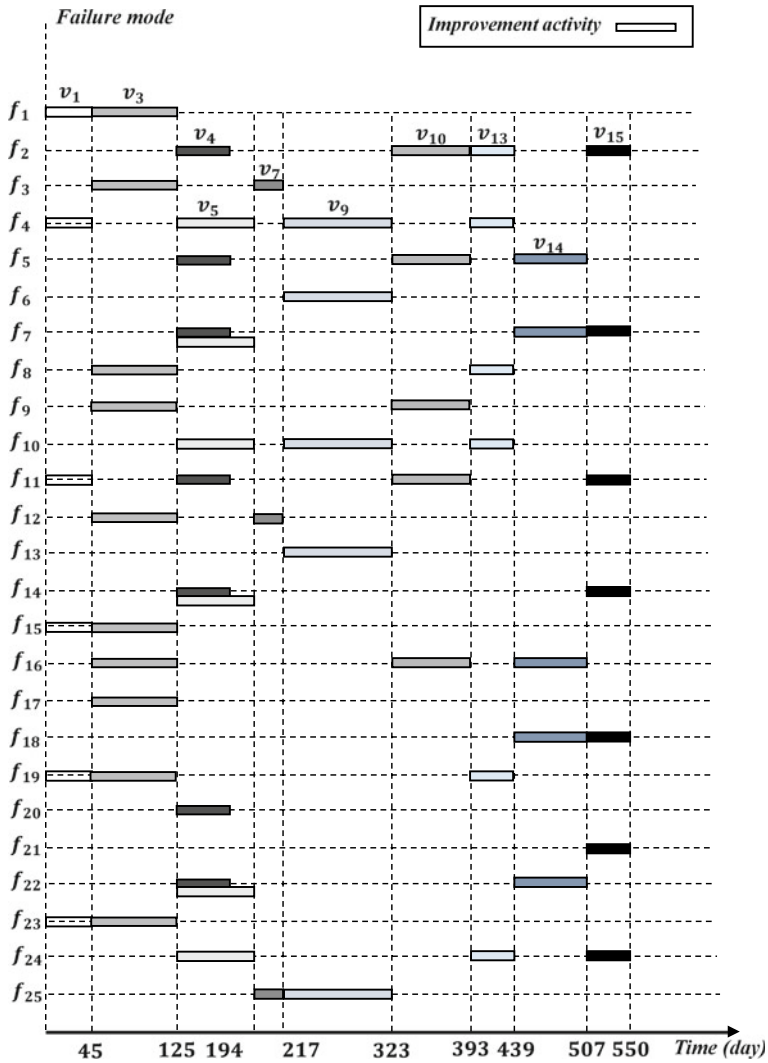 Failure mode
Improvement activity
v₁ v₃
f₁
v₄ v₁₀ v₁₃ v₁₅
f₂
v₇
f₃
v₅ v₉
f₄
v₁₄
f₅
f₆
f₇
f₈
f₉
f₁₀
f₁₁
f₁₂
f₁₃
f₁₄
f₁₅
f₁₆
f₁₇
f₁₈
f₁₉
f₂₀
f₂₁
f₂₂
f₂₃
f₂₄
f₂₅
45 125 194 217 323 393 439 507 550 Time (day)